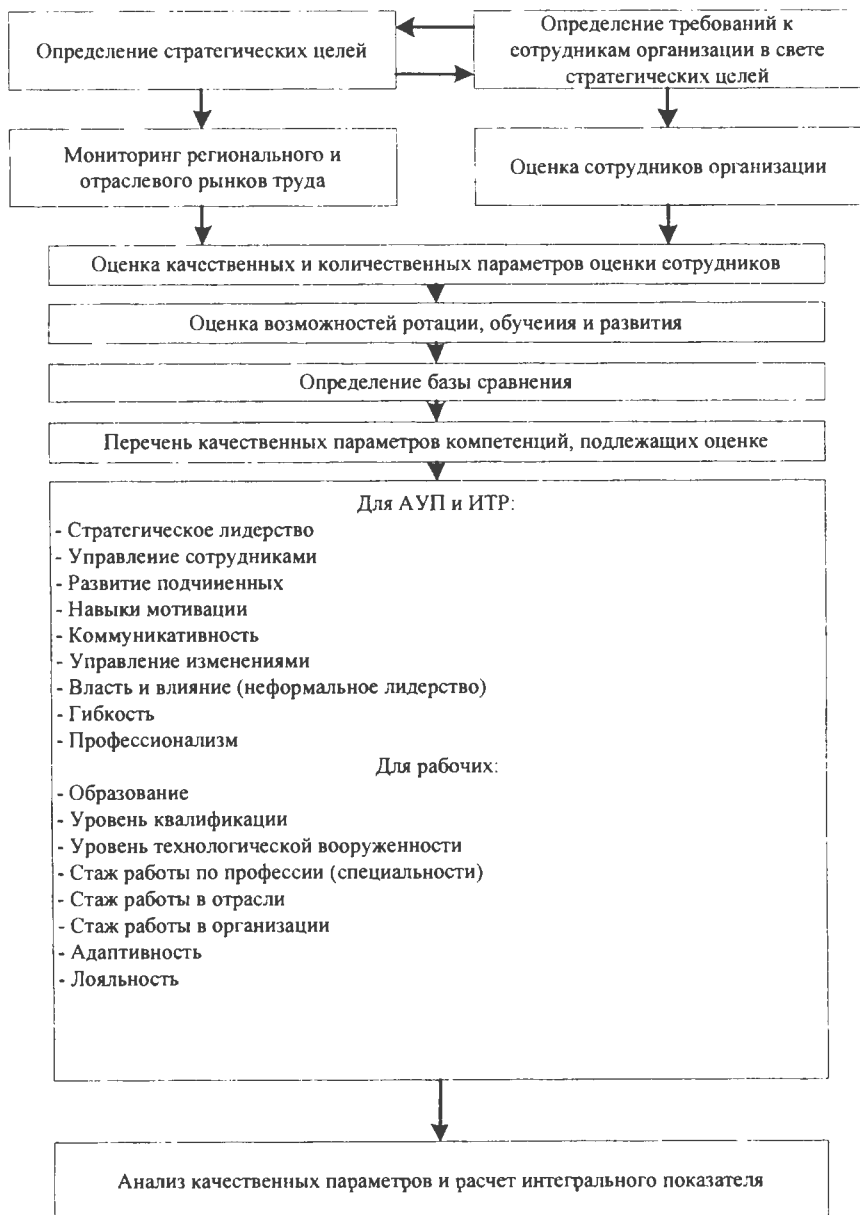 Определение стратегических целей
Определение требований к
сотрудникам организации в свете
стратегических целей
Мониторинг регионального и
отраслевого рынков труда
Оценка сотрудников организации
Оценка качественных и количественных параметров оценки сотрудников
Оценка возможностей ротации, обучения и развития
Определение базы сравнения
Перечень качественных параметров компетенций, подлежащих оценке
Для АУП и ИТР:
- Стратегическое лидерство
- Управление сотрудниками
- Развитие подчиненных
- Навыки мотивации
- Коммуникативность
- Управление изменениями
- Власть и влияние (неформальное лидерство)
- Гибкость
- Профессионализм
Для рабочих:
- Образование
- Уровень квалификации
- Уровень технологической вооруженности
- Стаж работы по профессии (специальности)
- Стаж работы в отрасли
- Стаж работы в организации
- Адаптивность
- Лояльность
Анализ качественных параметров и расчет интегрального показателя